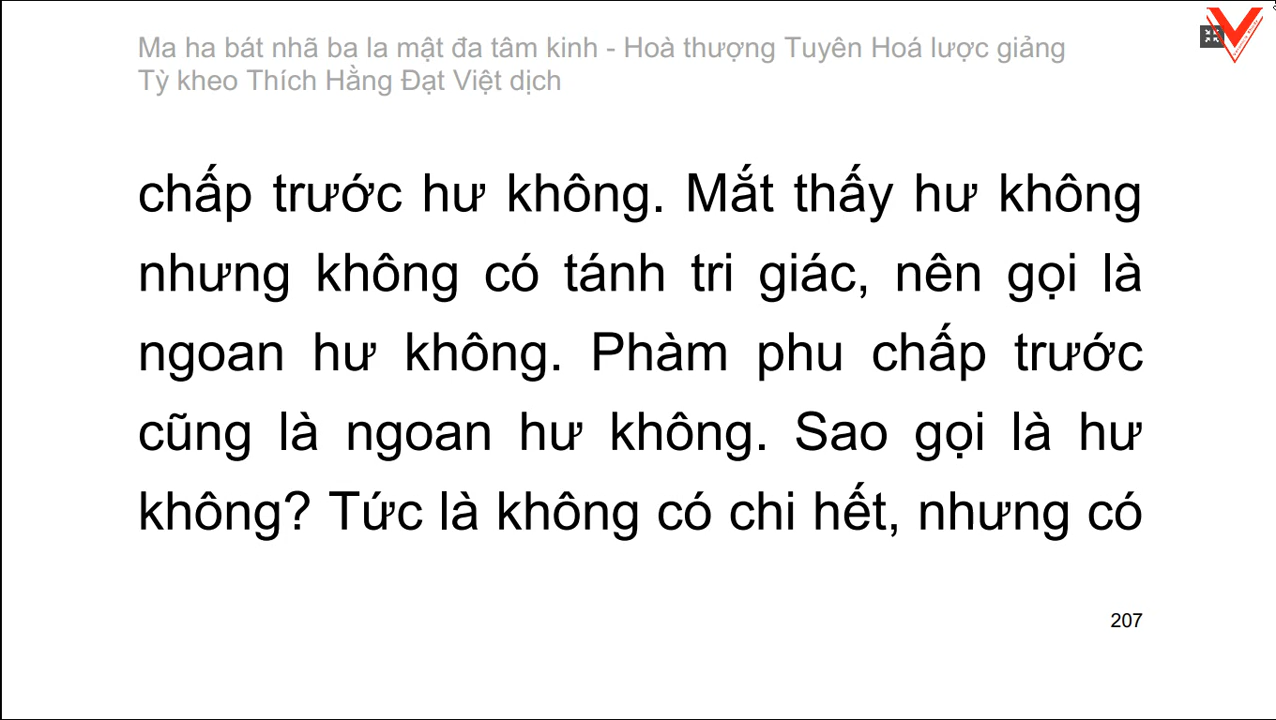 Ma ha bát nhã ba la mật đa tâm kinh - Hoà thượng Tuyên Hoá lược giảng
Tỳ kheo Thích Hằng Đạt Việt dịch
chấp trước hư không. Mắt thấy hư không
nhưng không có tánh tri giác, nên gọi là
ngoan hư không. Phàm phu chấp trước
cũng là ngoan hư không. Sao gọi là hư
không? Tức là không có chi hết, nhưng có
207